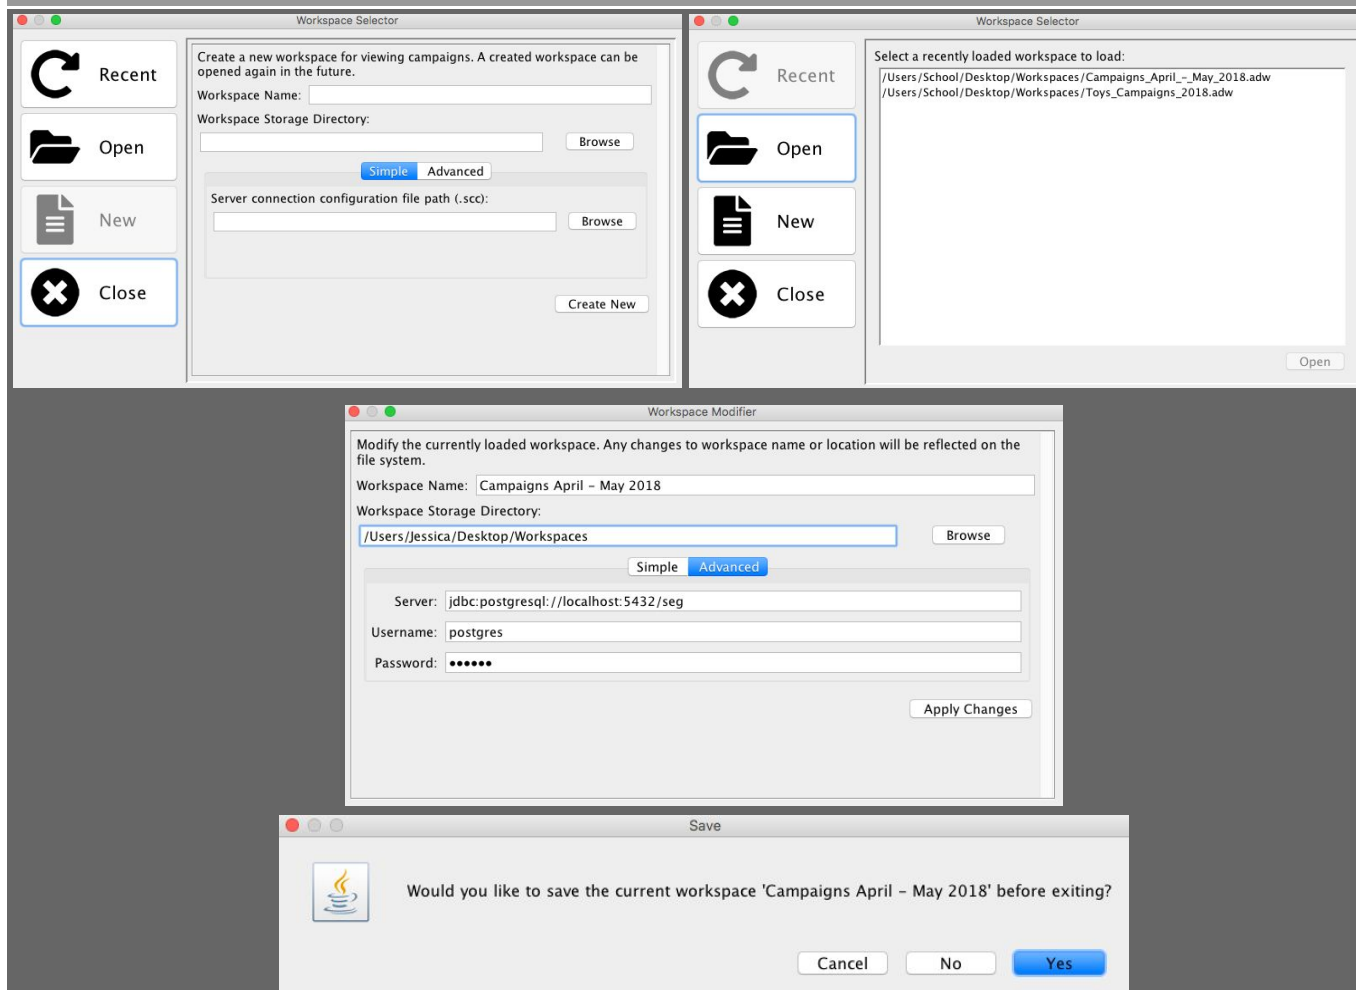 Workspace Selector
Recent
Open
New
Close
Create a new workspace for viewing campaigns. A created workspace can be
opened again in the future.
Workspace Name:
Workspace Storage Directory:
Browse
Simple Advanced
Server connection configuration file path (.scc):
Browse
Create New
Workspace Selector
Recent
Open
New
Close
Select a recently loaded workspace to load:
/Users/School/Desktop/Workspaces/Campaigns_April_-_May_2018.adw
/Users/School/Desktop/Workspaces/Toys_Campaigns_2018.adw
Open
Workspace Modifier
Modify the currently loaded workspace. Any changes to workspace name or location will be reflected on the
file system.
Workspace Name: Campaigns April - May 2018
Workspace Storage Directory:
/Users/Jessica/Desktop/Workspaces Browse
Simple Advanced
Server: jdbc:postgresql://localhost:5432/seg
Username: postgres
Password: ••••••
Apply Changes
Save
Would you like to save the current workspace 'Campaigns April - May 2018' before exiting?
Cancel No Yes